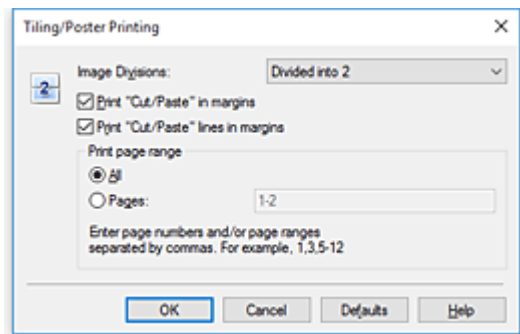 Tiling/Poster Printing
Image Divisions: Divided into 2
2
Print "Cut/Paste" in margins
Print "Cut/Paste" lines in margins
Print page range
All
Pages: 1-2
Enter page numbers and/or page ranges
separated by commas. For example, 1,3,5-12
OK Cancel Defaults Help